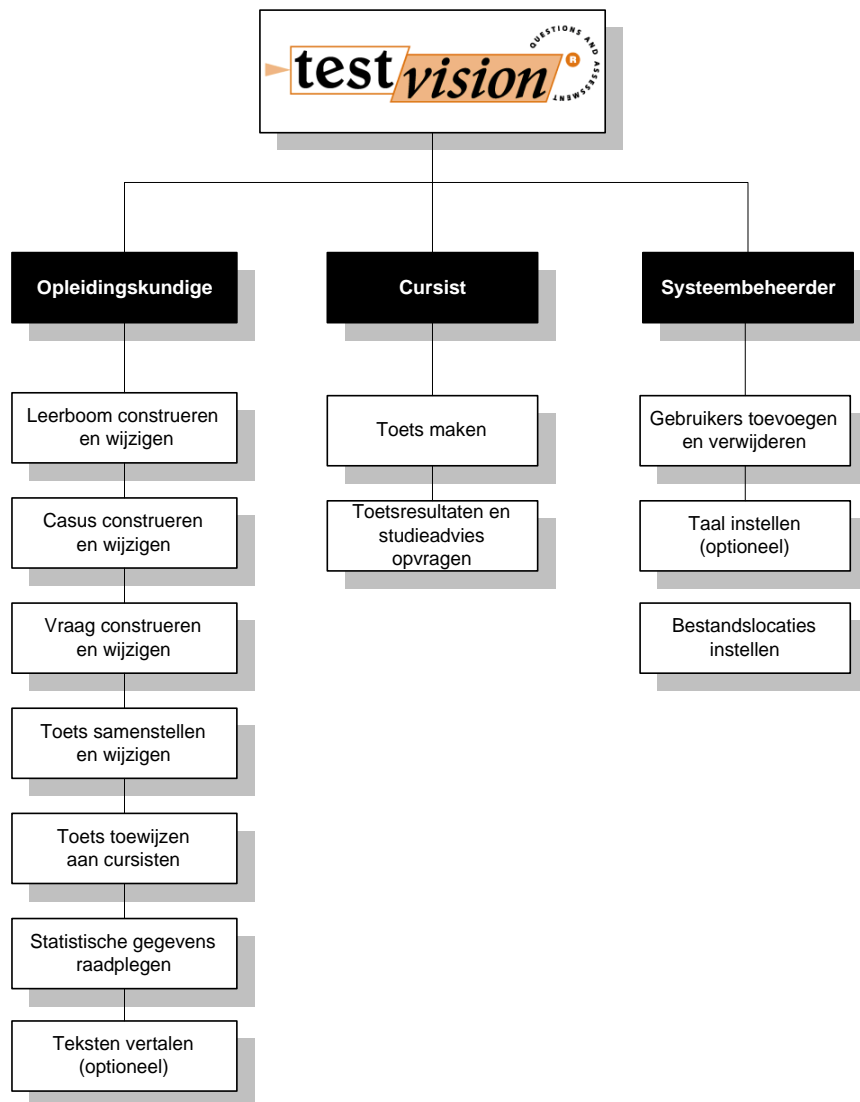 test vision
QUESTIONS AND ASSESSMENT
R
Opleidingskundige
Leerboom construeren
en wijzigen
Casus construeren
en wijzigen
Vraag construeren
en wijzigen
Toets samenstellen
en wijzigen
Toets toewijzen
aan cursisten
Statistische gegevens
raadplegen
Teksten vertalen
(optioneel)
Cursist
Toets maken
Toetsresultaten en
studieadvies
opvragen
Systeembeheerder
Gebruikers toevoegen
en verwijderen
Taal instellen
(optioneel)
Bestandslocaties
instellen